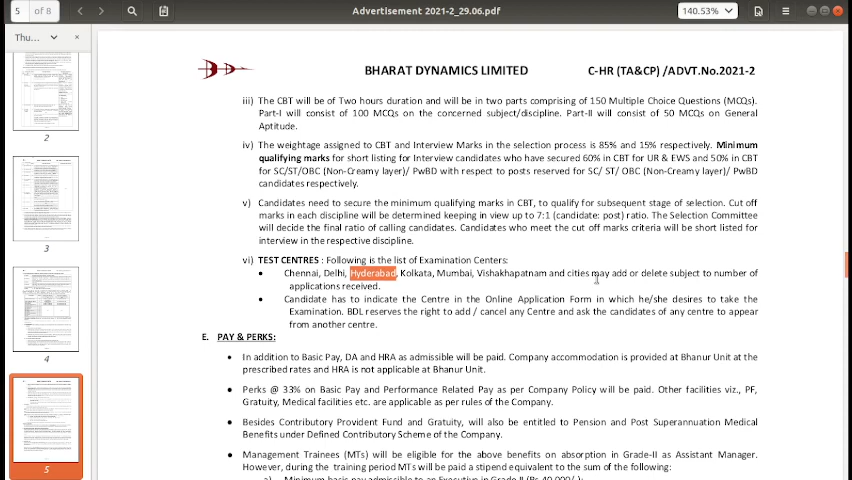 5 of 8
Advertisement 2021-2_29.06.pdf
140.53%
Thu...
BHARAT DYNAMICS LIMITED C-HR (TA&CP) /ADVT.No.2021-2
iii) The CBT will be of Two hours duration and will be in two parts comprising of 150 Multiple Choice Questions (MCQs).
Part-I will consist of 100 MCQs on the concerned subject/discipline. Part-II will consist of 50 MCQs on General
Aptitude.
iv) The weightage assigned to CBT and Interview Marks in the selection process is 85% and 15% respectively. Minimum
qualifying marks for short listing for Interview candidates who have secured 60% in CBT for UR & EWS and 50% in CBT
for SC/ST/OBC (Non-Creamy layer)/ PwBD with respect to posts reserved for SC/ ST/ OBC (Non-Creamy layer)/ PwBD
candidates respectively.
v) Candidates need to secure the minimum qualifying marks in CBT, to qualify for subsequent stage of selection. Cut off
marks in each discipline will be determined keeping in view up to 7:1 (candidate: post) ratio. The Selection Committee
will decide the final ratio of calling candidates. Candidates who meet the cut off marks criteria will be short listed for
interview in the respective discipline.
vi) TEST CENTRES : Following is the list of Examination Centers:
• Chennai, Delhi, Hyderabad, Kolkata, Mumbai, Vishakhapatnam and cities may add or delete subject to number of
applications received.
• Candidate has to indicate the Centre in the Online Application Form in which he/she desires to take the
Examination. BDL reserves the right to add / cancel any Centre and ask the candidates of any centre to appear
from another centre.
E. PAY & PERKS:
• In addition to Basic Pay, DA and HRA as admissible will be paid. Company accommodation is provided at Bhanur Unit at the
prescribed rates and HRA is not applicable at Bhanur Unit.
• Perks @ 33% on Basic Pay and Performance Related Pay as per Company Policy will be paid. Other facilities viz., PF,
Gratuity, Medical facilities etc. are applicable as per rules of the Company.
• Besides Contributory Provident Fund and Gratuity, will also be entitled to Pension and Post Superannuation Medical
Benefits under Defined Contributory Scheme of the Company.
• Management Trainees (MTs) will be eligible for the above benefits on absorption in Grade-II as Assistant Manager.
However, during the training period MTs will be paid a stipend equivalent to the sum of the following:
a) Minimum basic pay admissible to an Executive in Grade II (Rs.40,000/-);
2
3
4
5